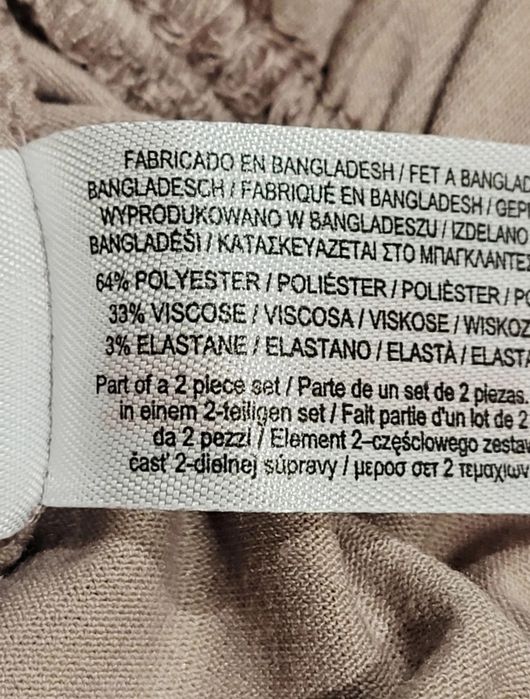 FABRICADO EN BANGLADESH / FET A BANGLAD
BANGLADESCH / FABRIQUÉ EN BANGLADESH / GEP
WYPRODUKOWANO W BANGLADESZU / IZDELANO
BANGLADÉŠI / ΚΑΤΑΣΚΕΥΑΖΕΤΑΙ ΣΤΟ ΜΠΑΓΚΛΑΝΤΕΣ
64% POLYESTER / POLIÉSTER / POLIÈSTER / PO
33% VISCOSE / VISCOSA / VISKOSE / WISKOZ
3% ELASTANE / ELASTANO / ELASTÀ / ELAST
Part of a 2 piece set / Parte de un set de 2 piezas.
in einem 2-teiligen set / Fait partie d'un lot de 2
da 2 pezzi / Element 2-częściowego zestaw
časť 2-dielnej súpravy / μεροσ σετ 2 τεμαχιων